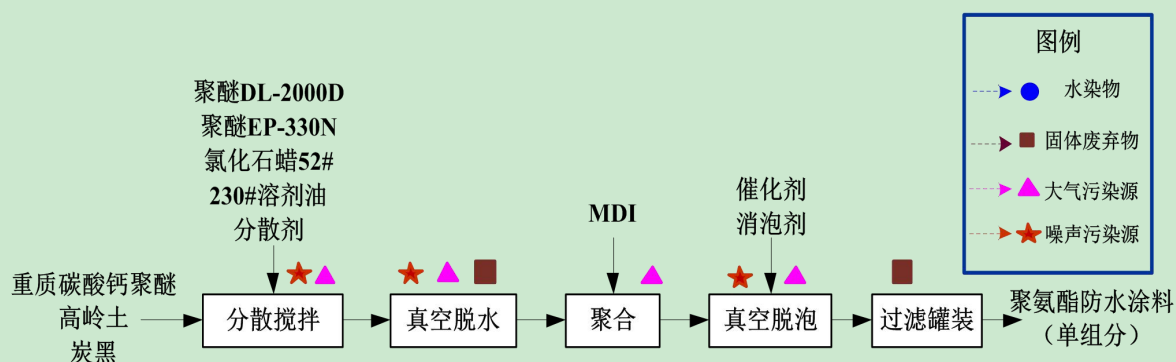 聚醚DL-2000D
聚醚EP-330N
氯化石蜡52#
230#溶剂油
分散剂
MDI
催化剂
消泡剂
图例
水染物
固体废弃物
大气污染源
噪声污染源
重质碳酸钙聚醚
高岭土
炭黑
分散搅拌
真空脱水
聚合
真空脱泡
过滤罐装
聚氨酯防水涂料
（单组分）